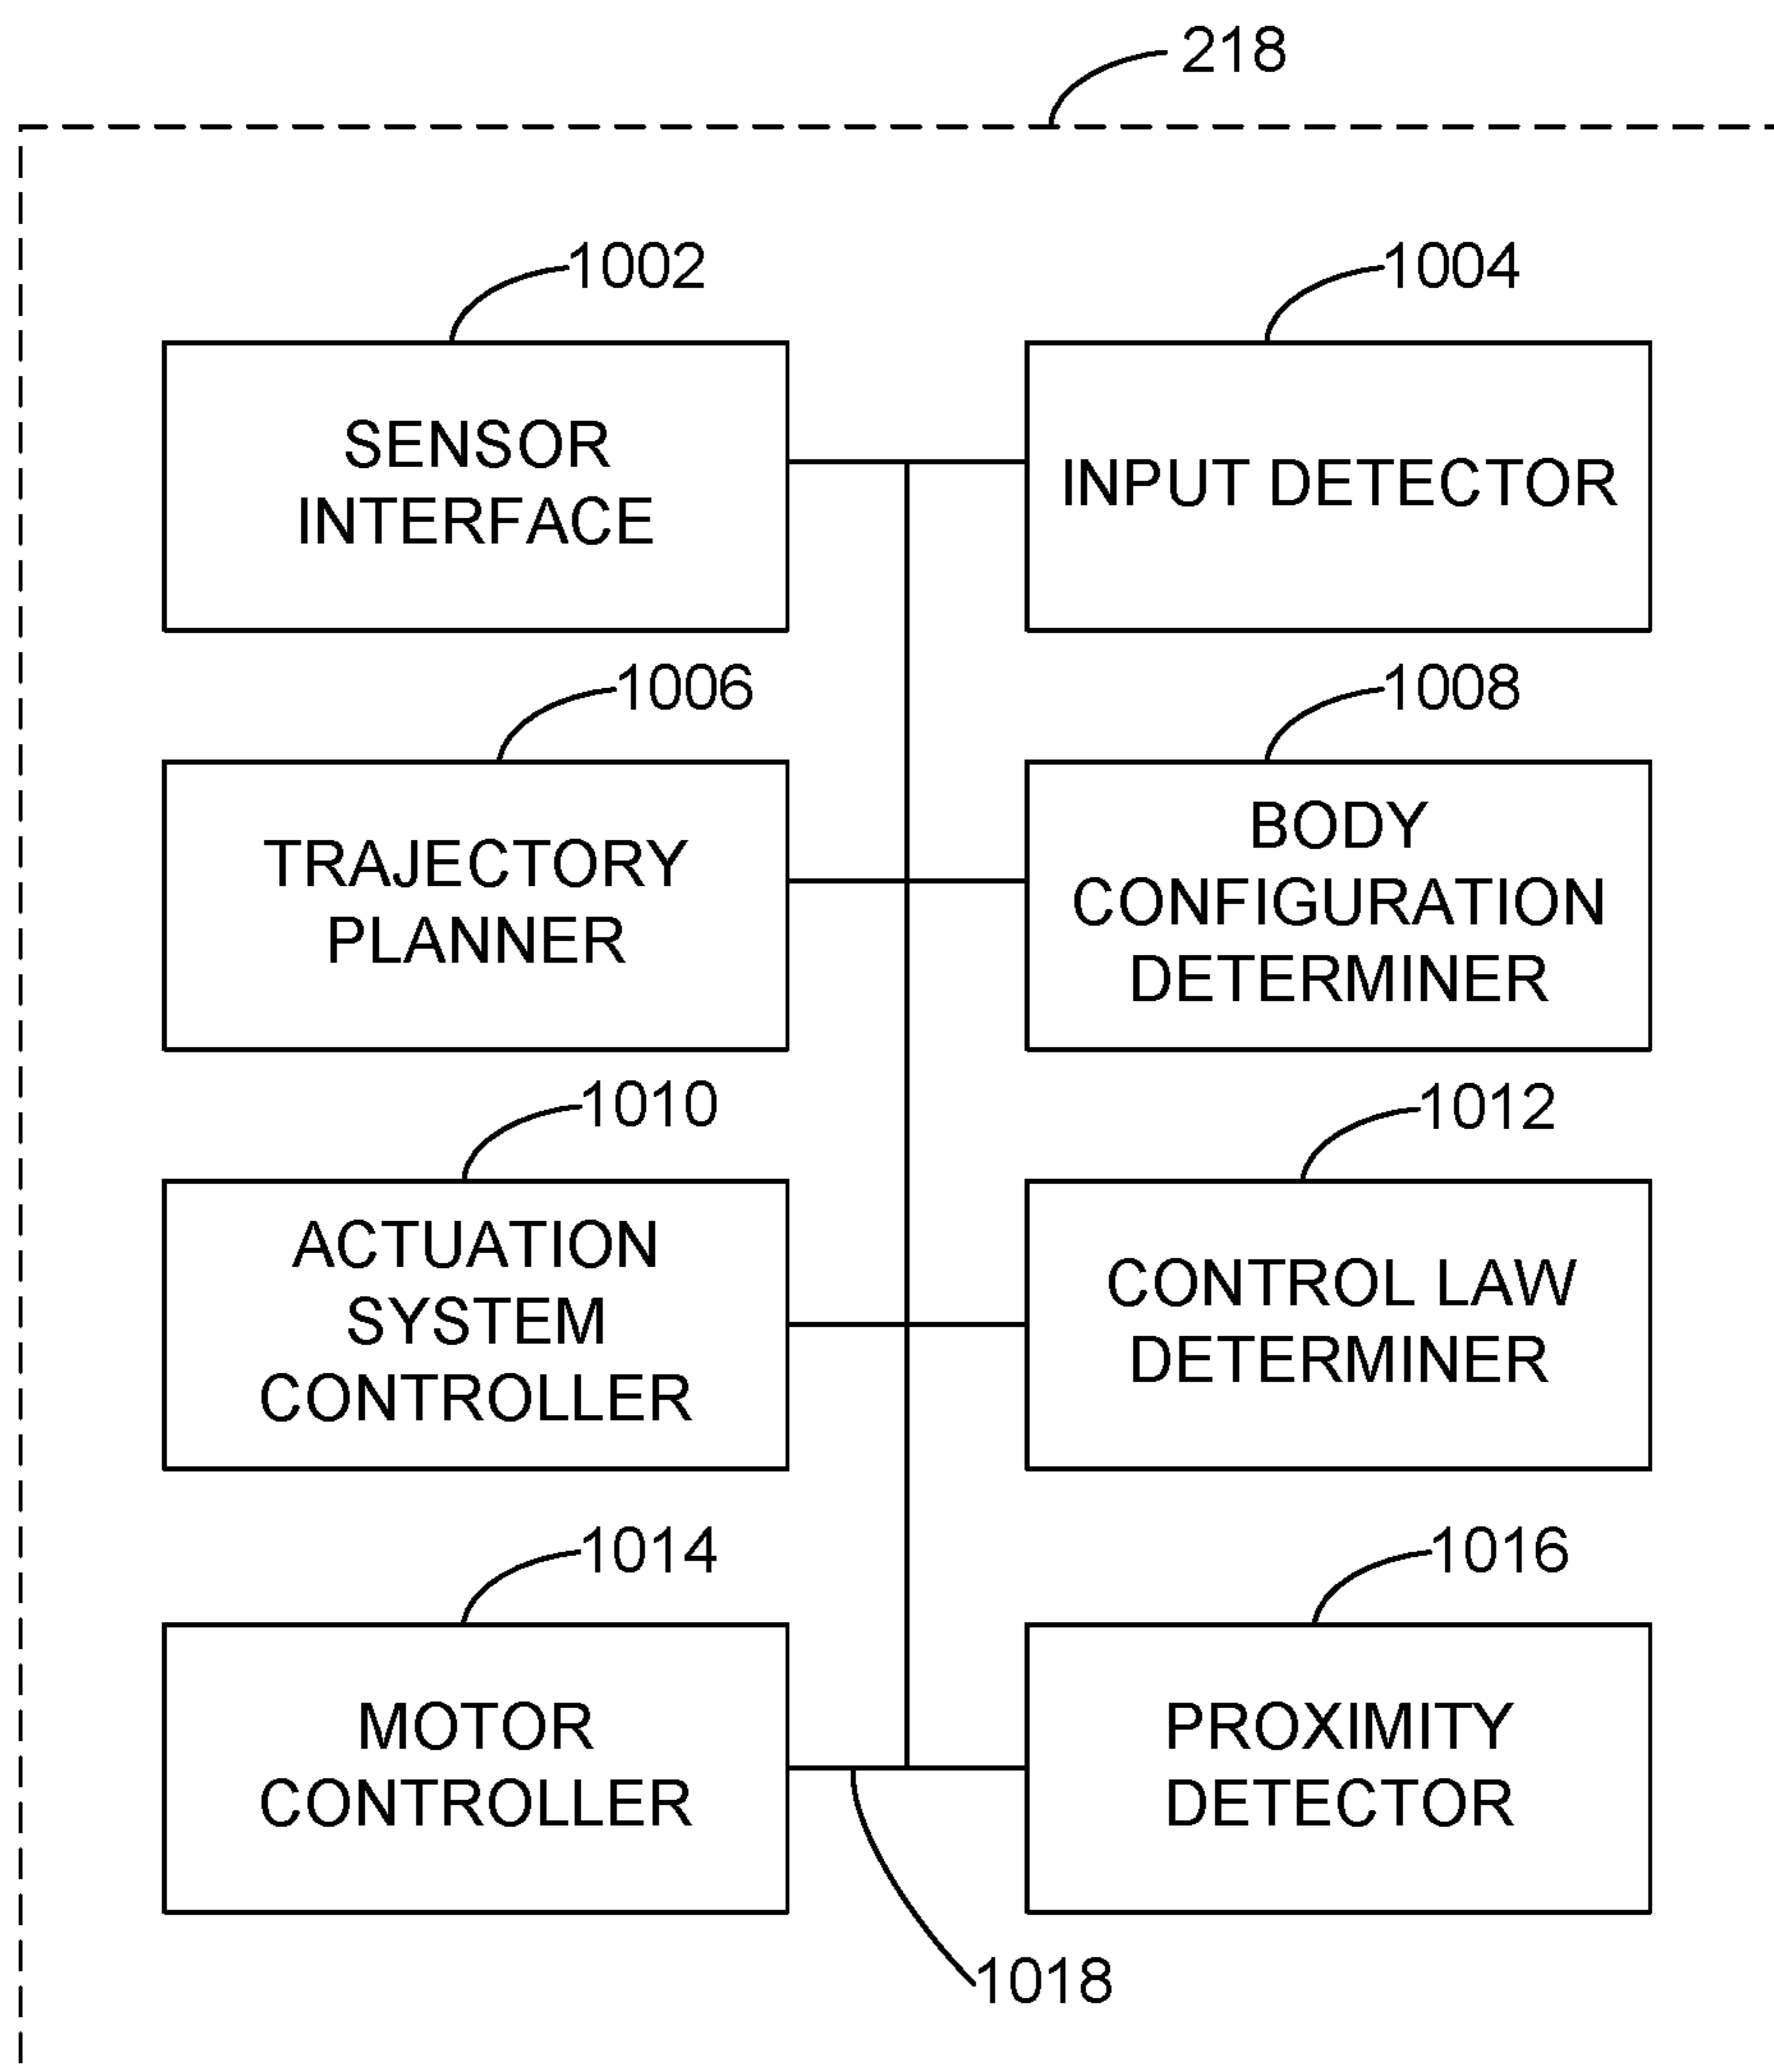 218
1002
1004
SENSOR
INTERFACE
INPUT DETECTOR
1006
1008
TRAJECTORY
PLANNER
BODY
CONFIGURATION
DETERMINER
1010
1012
ACTUATION
SYSTEM
CONTROLLER
CONTROL LAW
DETERMINER
1014
1016
MOTOR
CONTROLLER
PROXIMITY
DETECTOR
1018